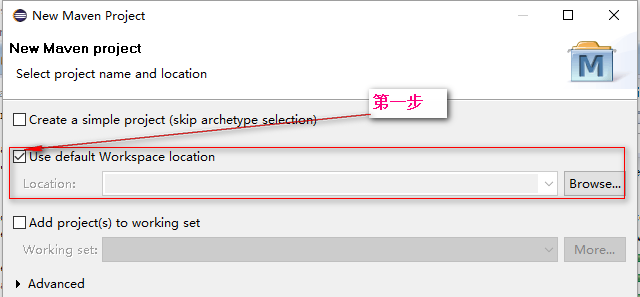 New Maven Project
New Maven project
Select project name and location
M
第一步
Create a simple project (skip archetype selection)
Use default Workspace location
Location:
Browse...
Add project(s) to working set
Working set:
More...
Advanced